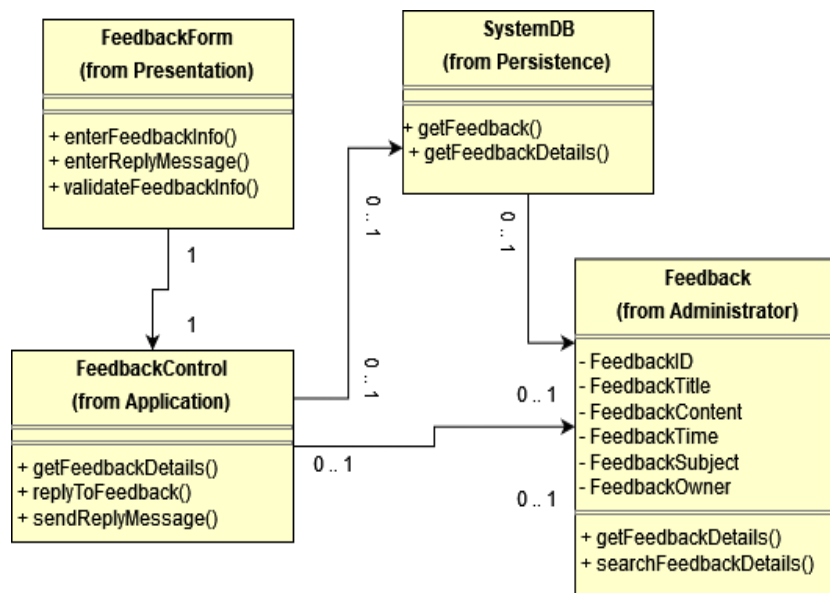 FeedbackForm
(from Presentation)
+ enterFeedbackInfo()
+ enterReplyMessage()
+ validateFeedbackInfo()
SystemDB
(from Persistence)
+ getFeedback()
+ getFeedbackDetails()
1
1
0 .. 1
0 .. 1
0 .. 1
FeedbackControl
(from Application)
+ getFeedbackDetails()
+ replyToFeedback()
+ sendReplyMessage()
0 .. 1
0 .. 1
0 .. 1
Feedback
(from Administrator)
- FeedbackID
- FeedbackTitle
- FeedbackContent
- FeedbackTime
- FeedbackSubject
- FeedbackOwner
+ getFeedbackDetails()
+ searchFeedbackDetails()